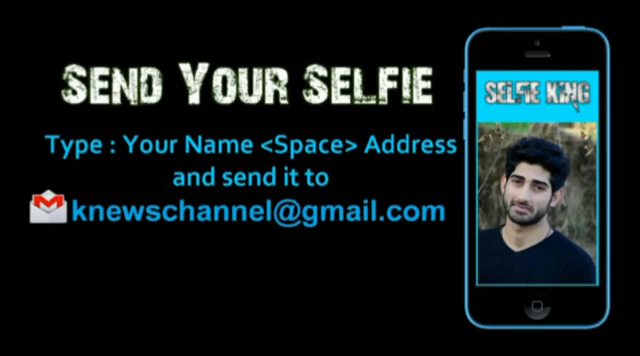 SEND YOUR SELFIE
Type : Your Name <Space> Address
and send it to
knewschannel@gmail.com
SELFIE KING